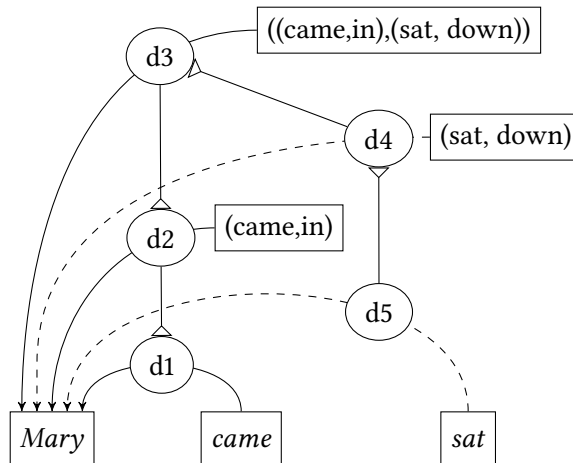 ((came,in),(sat, down))
d3
d4
(sat, down)
d2
(came,in)
d5
d1
Mary
came
sat